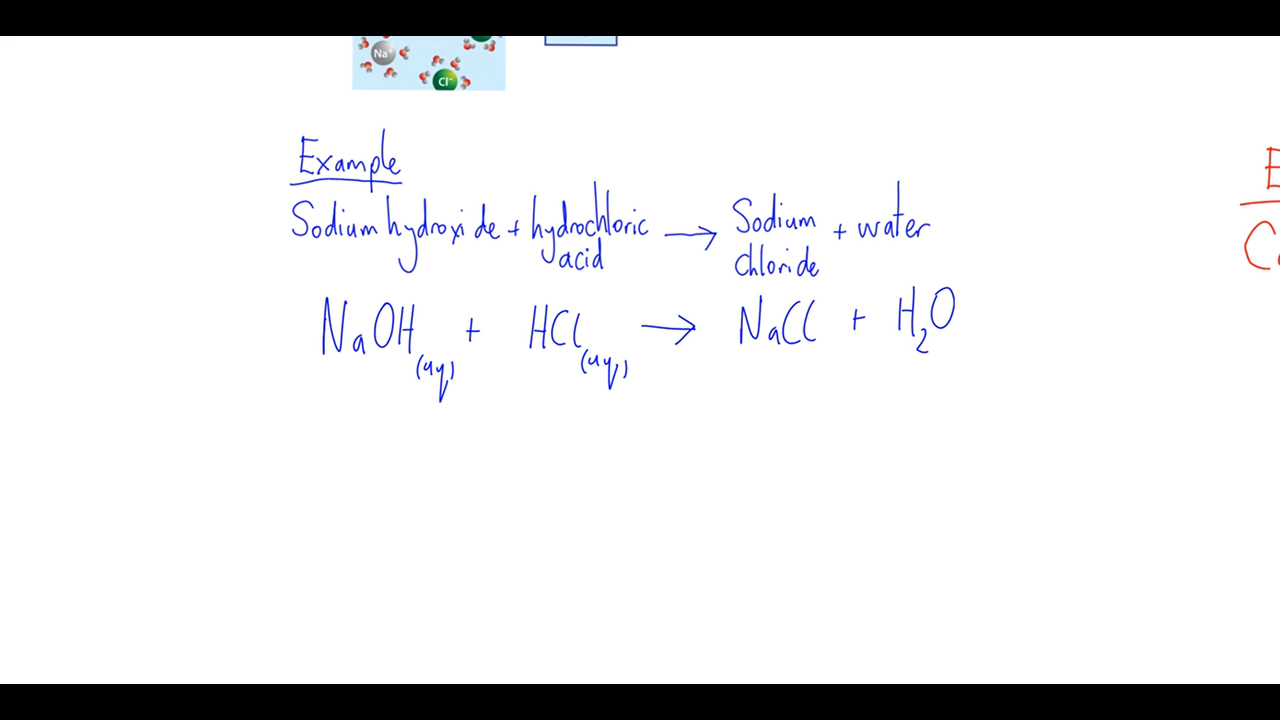 Na⁺
Cl⁻
Example
Sodium hydroxide + hydrochloric acid → Sodium chloride + water
NaOH(aq) + HCl(aq) → NaCl + H₂O